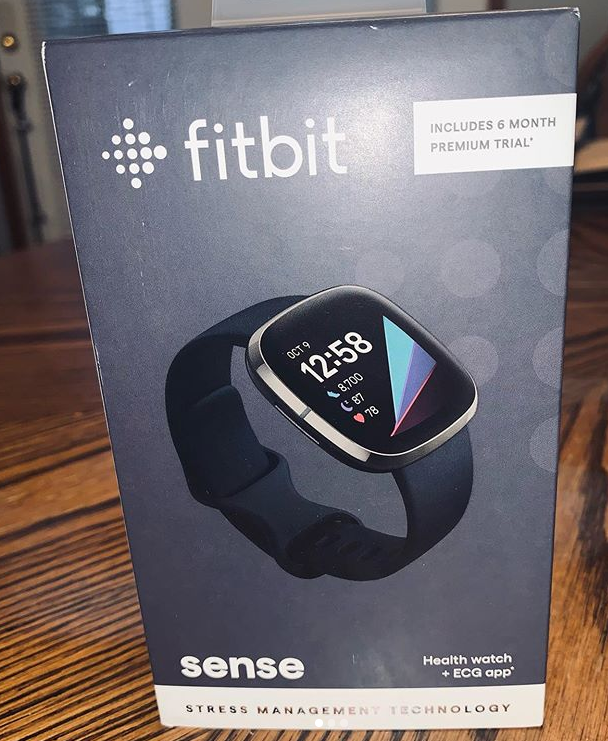 fitbit
INCLUDES 6 MONTH
PREMIUM TRIAL*
OCT 9
12:58
8,700
87
78
sense
Health watch
+ ECG app*
STRESS MANAGEMENT TECHNOLOGY